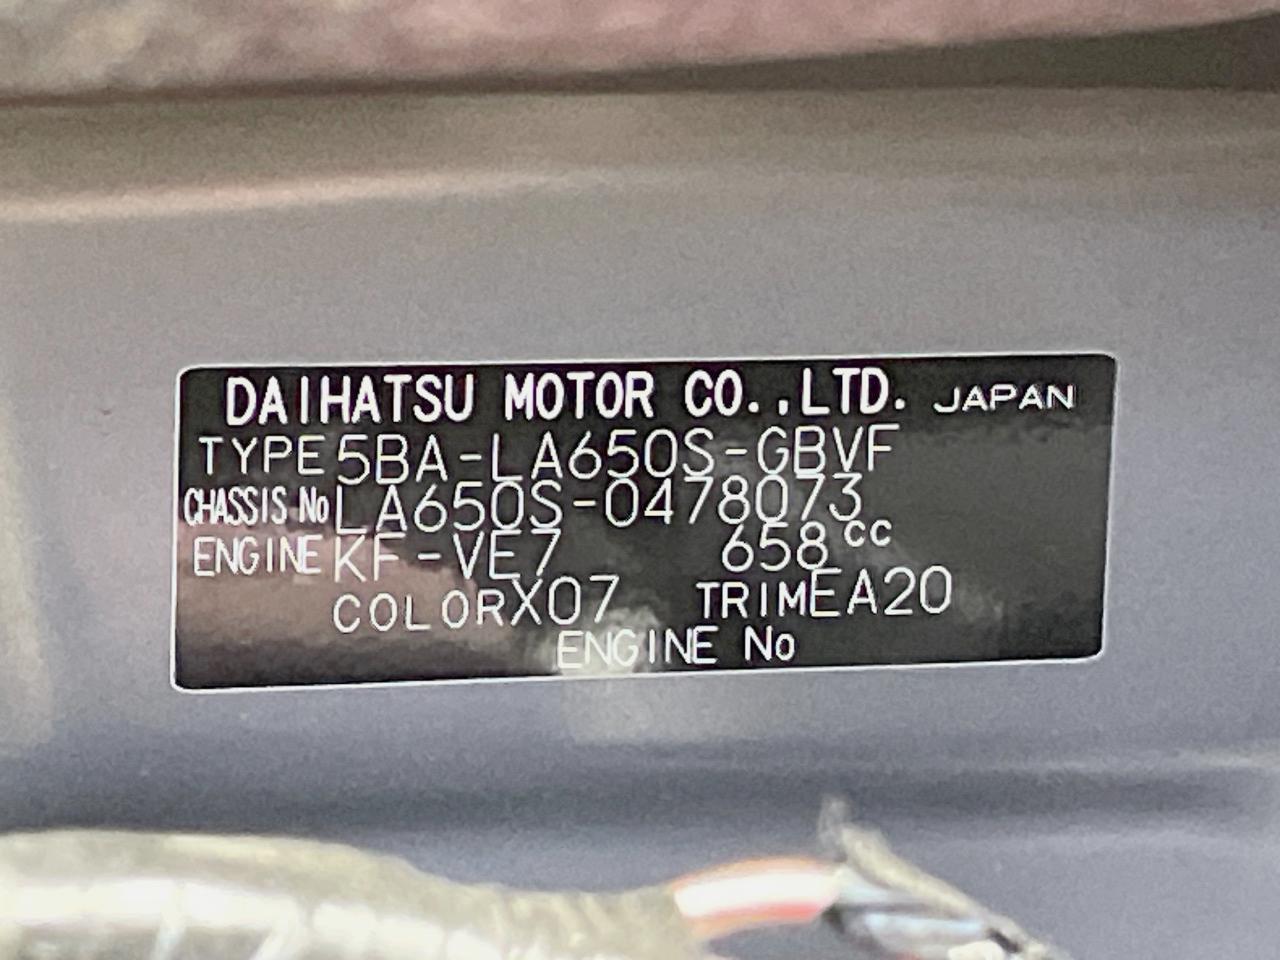 DAIHATSU MOTOR CO.,LTD. JAPAN
TYPE 5BA-LA650S-GBVF
CHASSIS No LA650S-0478073
ENGINE KF-VE7 658cc
COLOR X07 TRIM EA20
ENGINE No